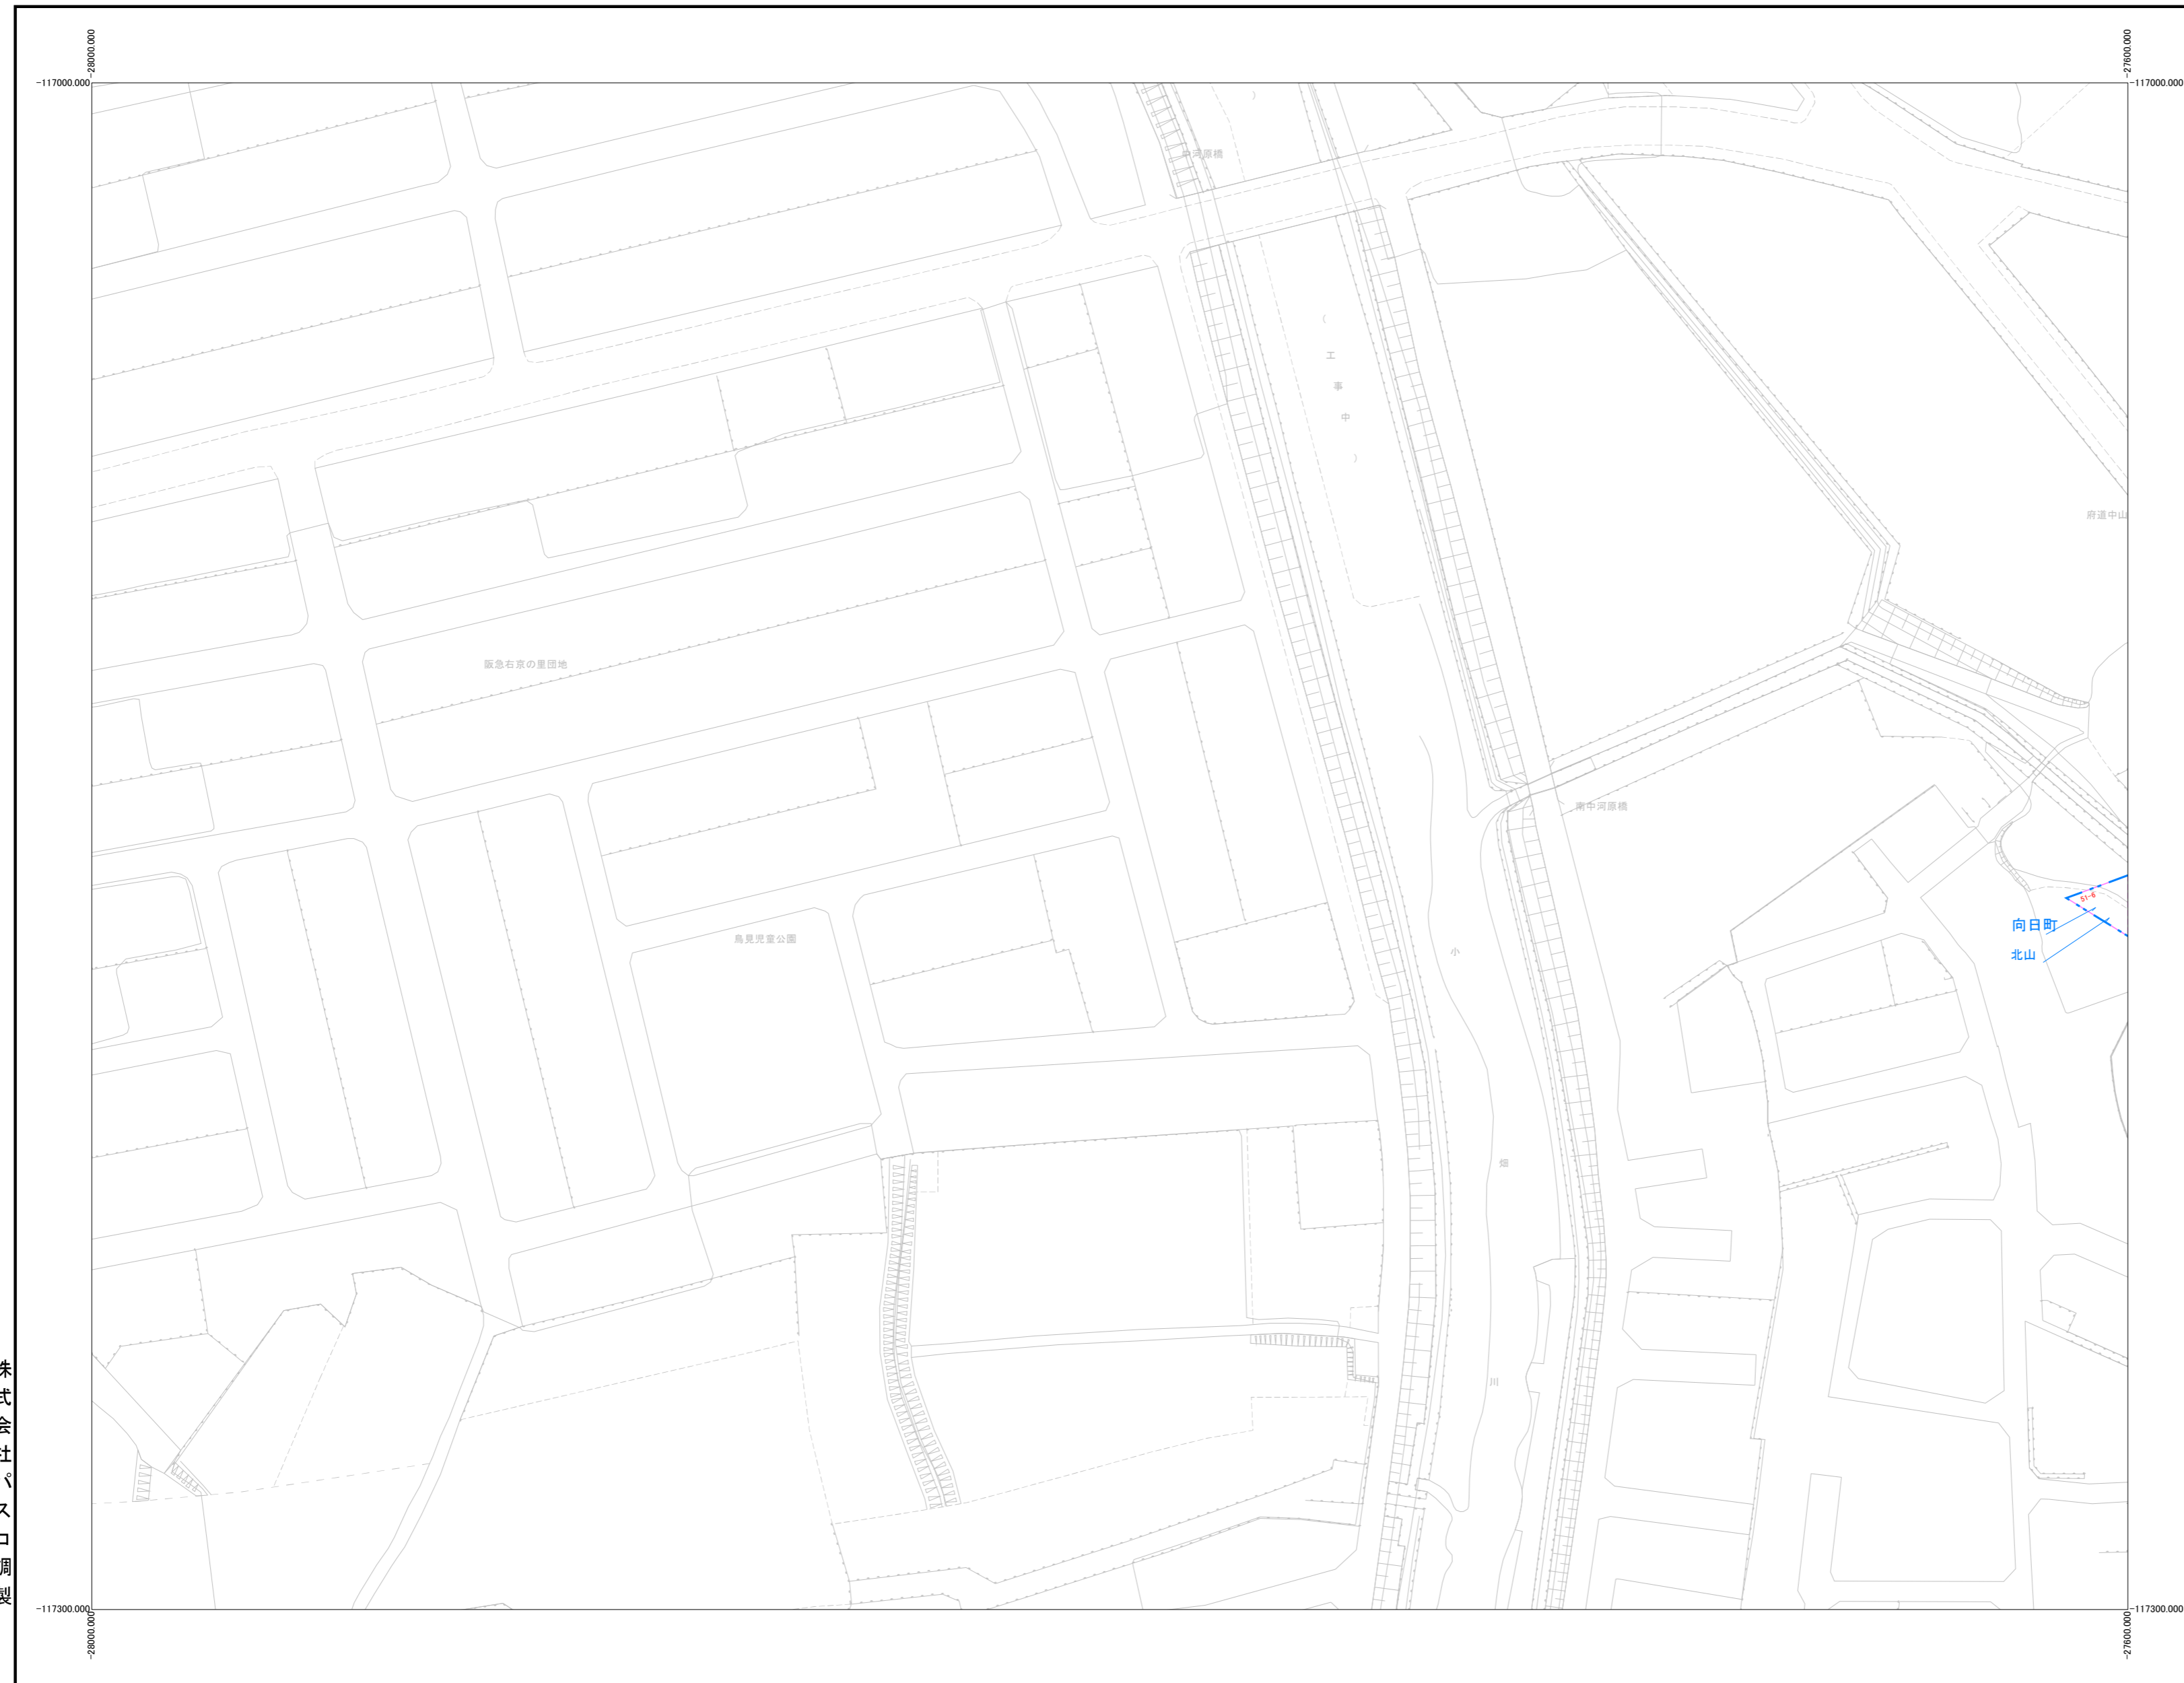 -28000.000
-27600.000
-117000.000
-117000.000
中河原橋
(工事中)
府道中山
阪急右京の里団地
南中河原橋
51-6
向日町
北山
鳥見児童公園
小畑川
株式会社パスコ調製
-117300.000
-117300.000
-28000.000
-27600.000